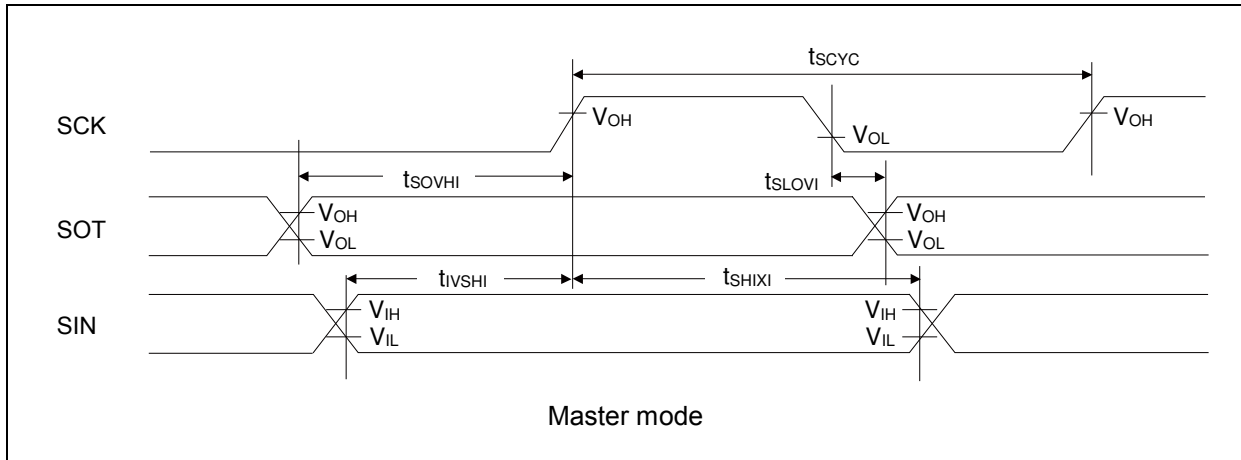 tSCYC
SCK
VOH
VOL
VOH
tSOVHI
tSLOVI
SOT
VOH
VOL
VOH
VOL
tIVSHI
tSHIXI
SIN
VIH
VIL
VIH
VIL
Master mode